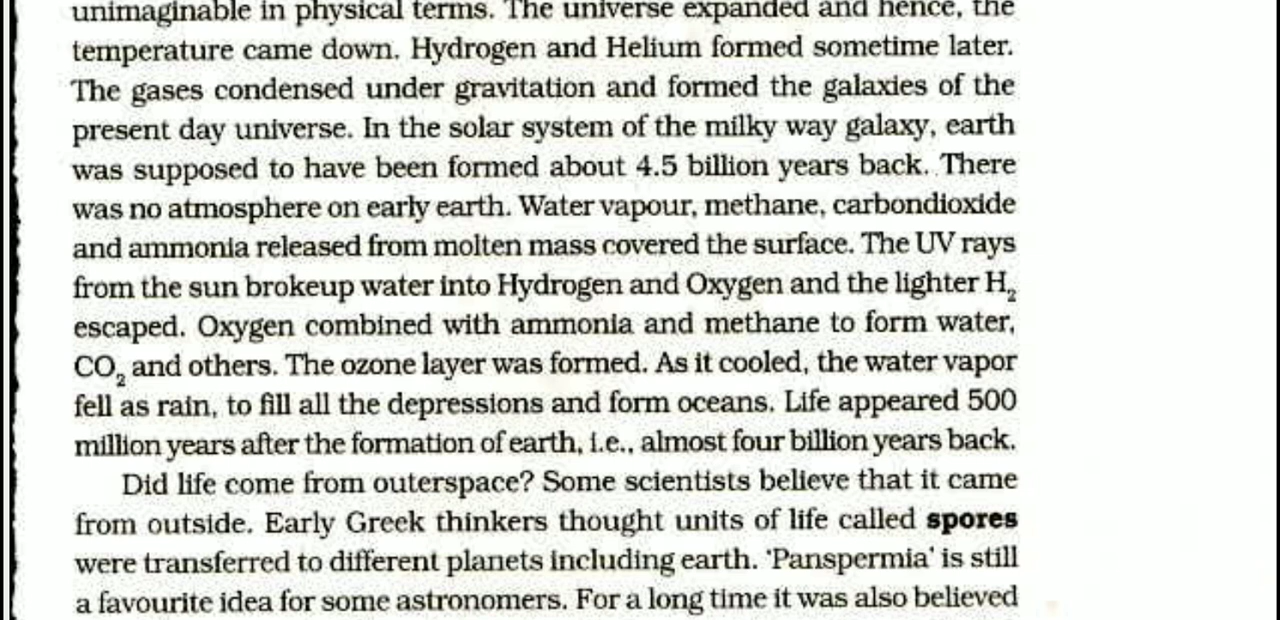 unimaginable in physical terms. The universe expanded and hence, the
temperature came down. Hydrogen and Helium formed sometime later.
The gases condensed under gravitation and formed the galaxies of the
present day universe. In the solar system of the milky way galaxy, earth
was supposed to have been formed about 4.5 billion years back. There
was no atmosphere on early earth. Water vapour, methane, carbondioxide
and ammonia released from molten mass covered the surface. The UV rays
from the sun brokeup water into Hydrogen and Oxygen and the lighter H₂
escaped. Oxygen combined with ammonia and methane to form water,
CO₂ and others. The ozone layer was formed. As it cooled, the water vapor
fell as rain, to fill all the depressions and form oceans. Life appeared 500
million years after the formation of earth, i.e., almost four billion years back.
Did life come from outerspace? Some scientists believe that it came
from outside. Early Greek thinkers thought units of life called spores
were transferred to different planets including earth. 'Panspermia' is still
a favourite idea for some astronomers. For a long time it was also believed